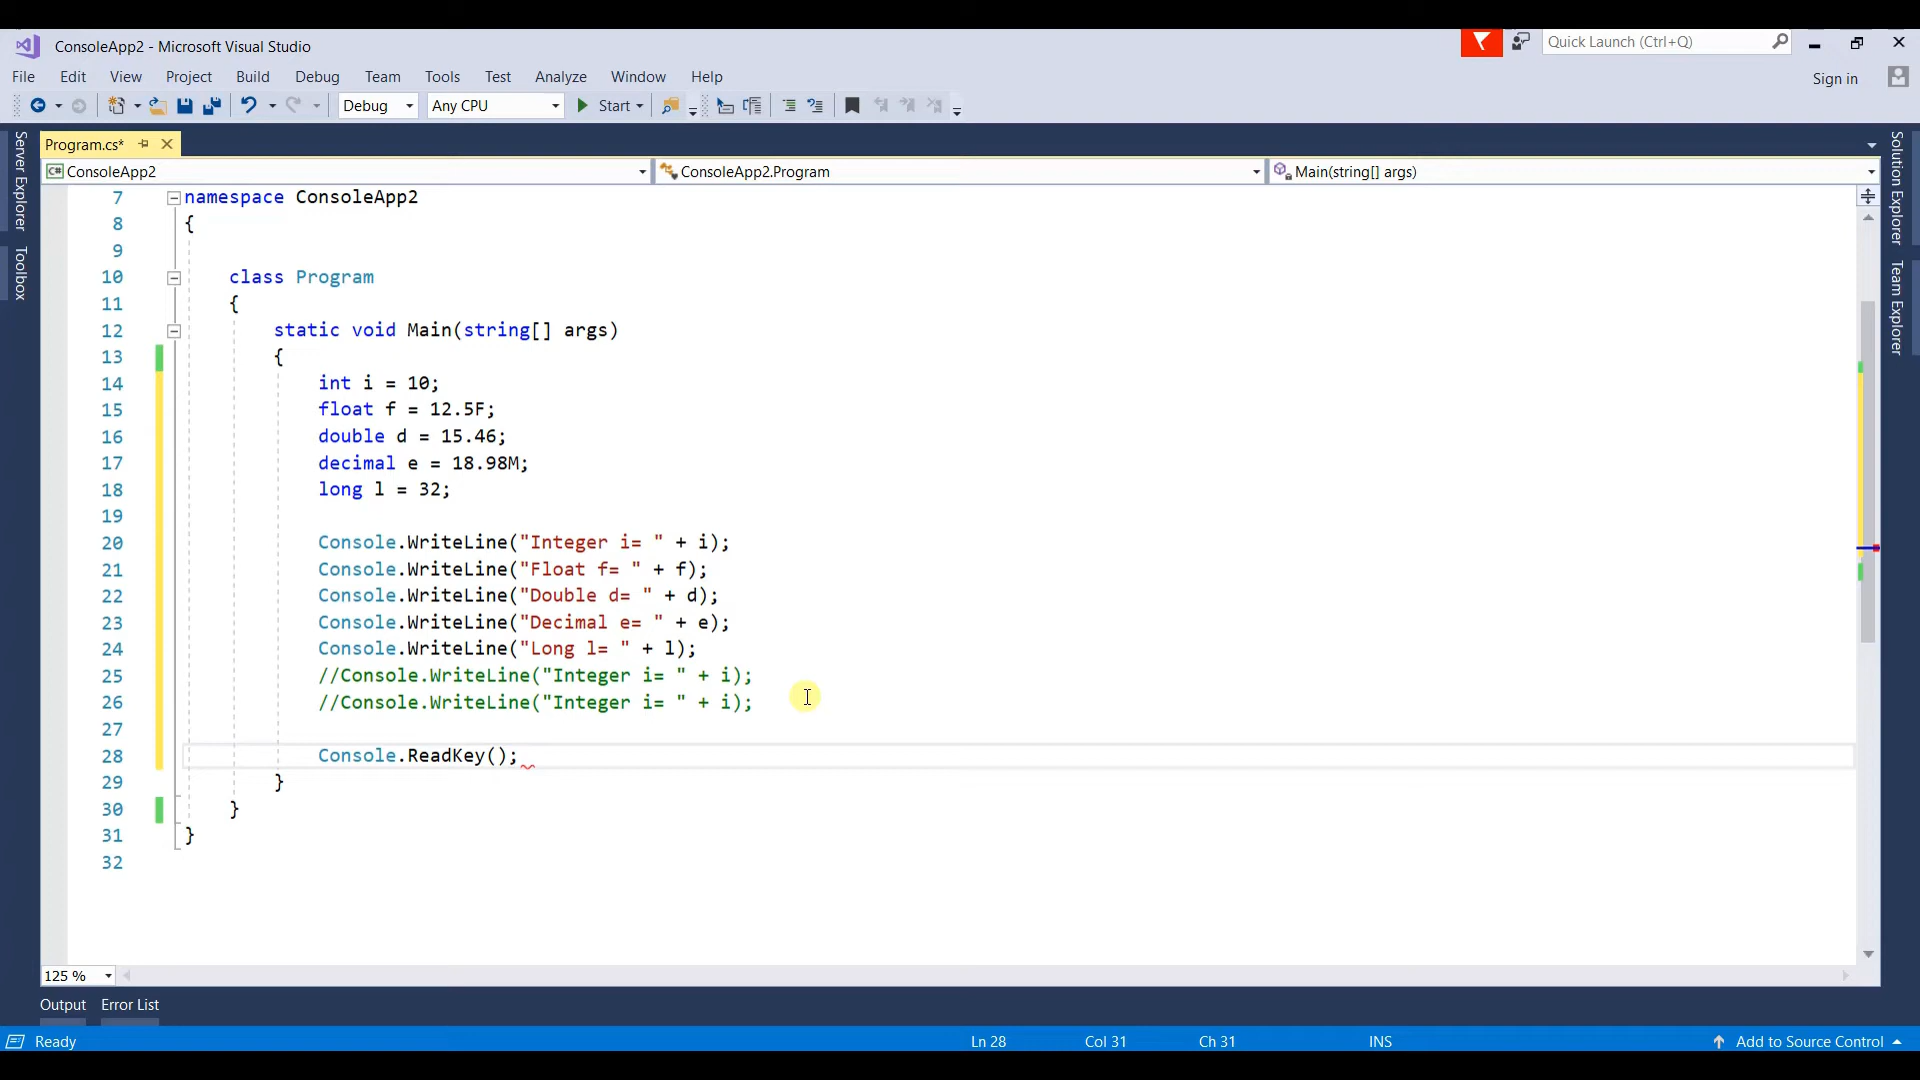 ConsoleApp2 - Microsoft Visual Studio
Quick Launch (Ctrl+Q)
File Edit View Project Build Debug Team Tools Test Analyze Window Help
Sign in
Debug Any CPU Start
Program.cs*
ConsoleApp2 ConsoleApp2.Program Main(string[] args)
Server Explorer
Toolbox
Solution Explorer
Team Explorer
7 namespace ConsoleApp2
8 {
9
10 class Program
11 {
12 static void Main(string[] args)
13 {
14 int i = 10;
15 float f = 12.5F;
16 double d = 15.46;
17 decimal e = 18.98M;
18 long l = 32;
19
20 Console.WriteLine("Integer i= " + i);
21 Console.WriteLine("Float f= " + f);
22 Console.WriteLine("Double d= " + d);
23 Console.WriteLine("Decimal e= " + e);
24 Console.WriteLine("Long l= " + l);
25 //Console.WriteLine("Integer i= " + i);
26 //Console.WriteLine("Integer i= " + i);
27
28 Console.ReadKey();
29 }
30 }
31 }
32
125 %
Output Error List
Ready Ln 28 Col 31 Ch 31 INS Add to Source Control